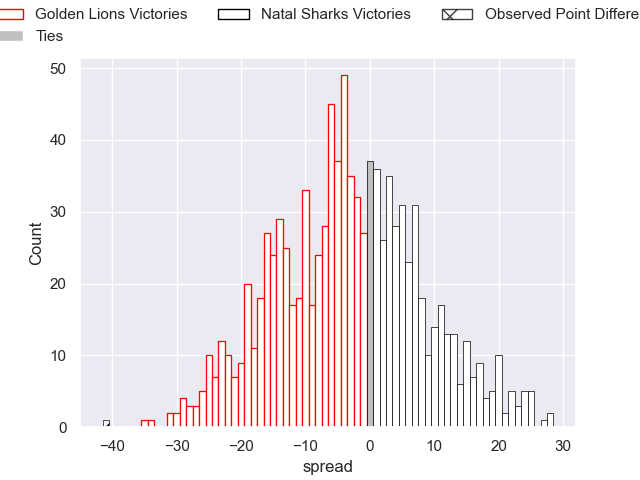 Golden Lions Victories Natal Sharks Victories Observed Point
Ties
50
40
30
20
10
0
Count
−40 −30 −20 −10 0 10 20 30
spread